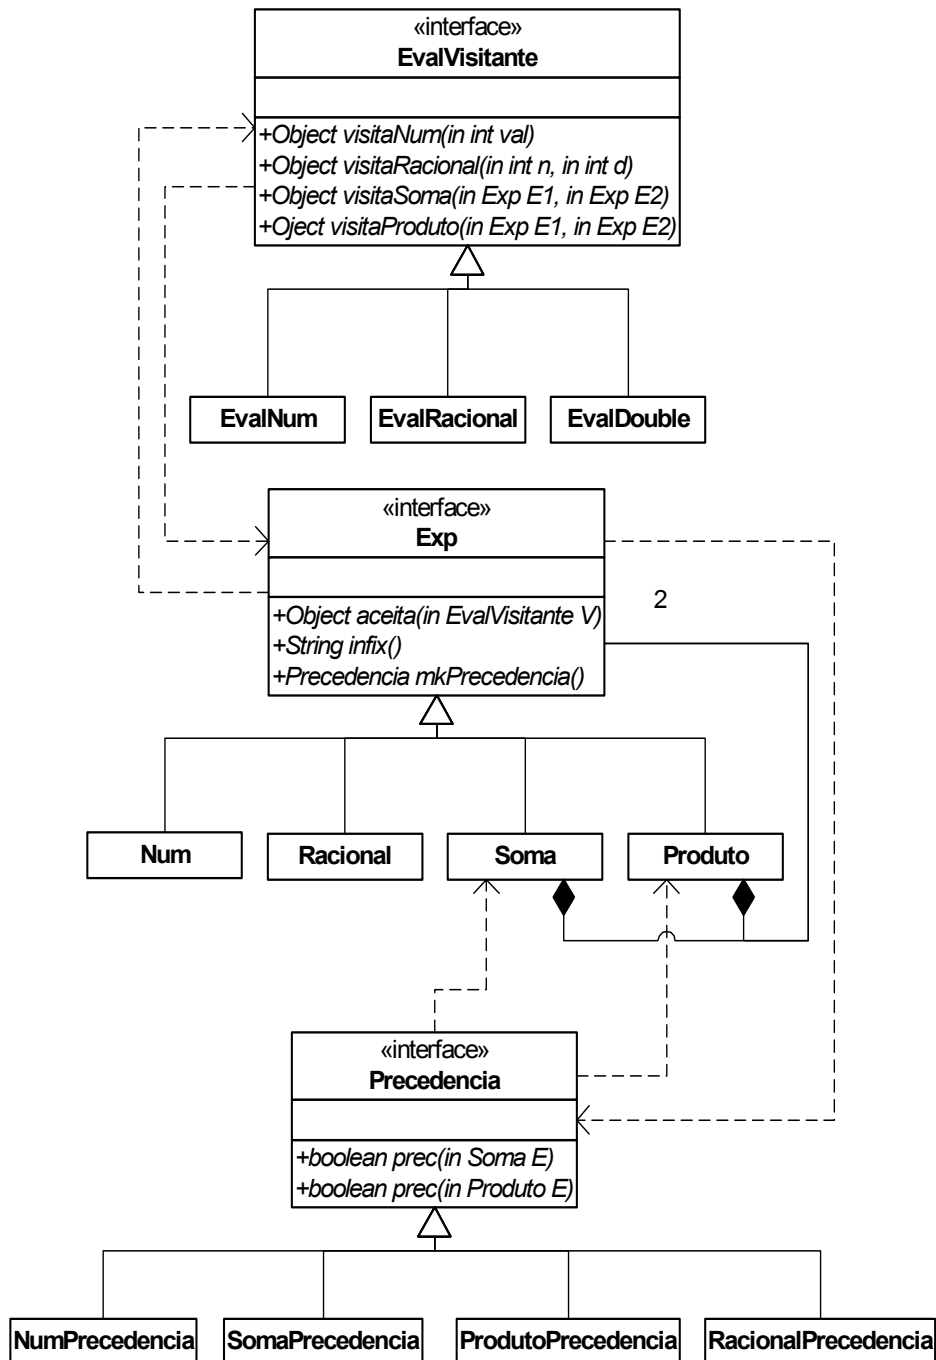 «interface»
EvalVisitante
+Object visitaNum(in int val)
+Object visitaRacional(in int n, in int d)
+Object visitaSoma(in Exp E1, in Exp E2)
+Oject visitaProduto(in Exp E1, in Exp E2)
EvalNum
EvalRacional
EvalDouble
«interface»
Exp
+Object aceita(in EvalVisitante V)
+String infix()
+Precedencia mkPrecedencia()
2
Num
Racional
Soma
Produto
«interface»
Precedencia
+boolean prec(in Soma E)
+boolean prec(in Produto E)
NumPrecedencia
SomaPrecedencia
ProdutoPrecedencia
RacionalPrecedencia